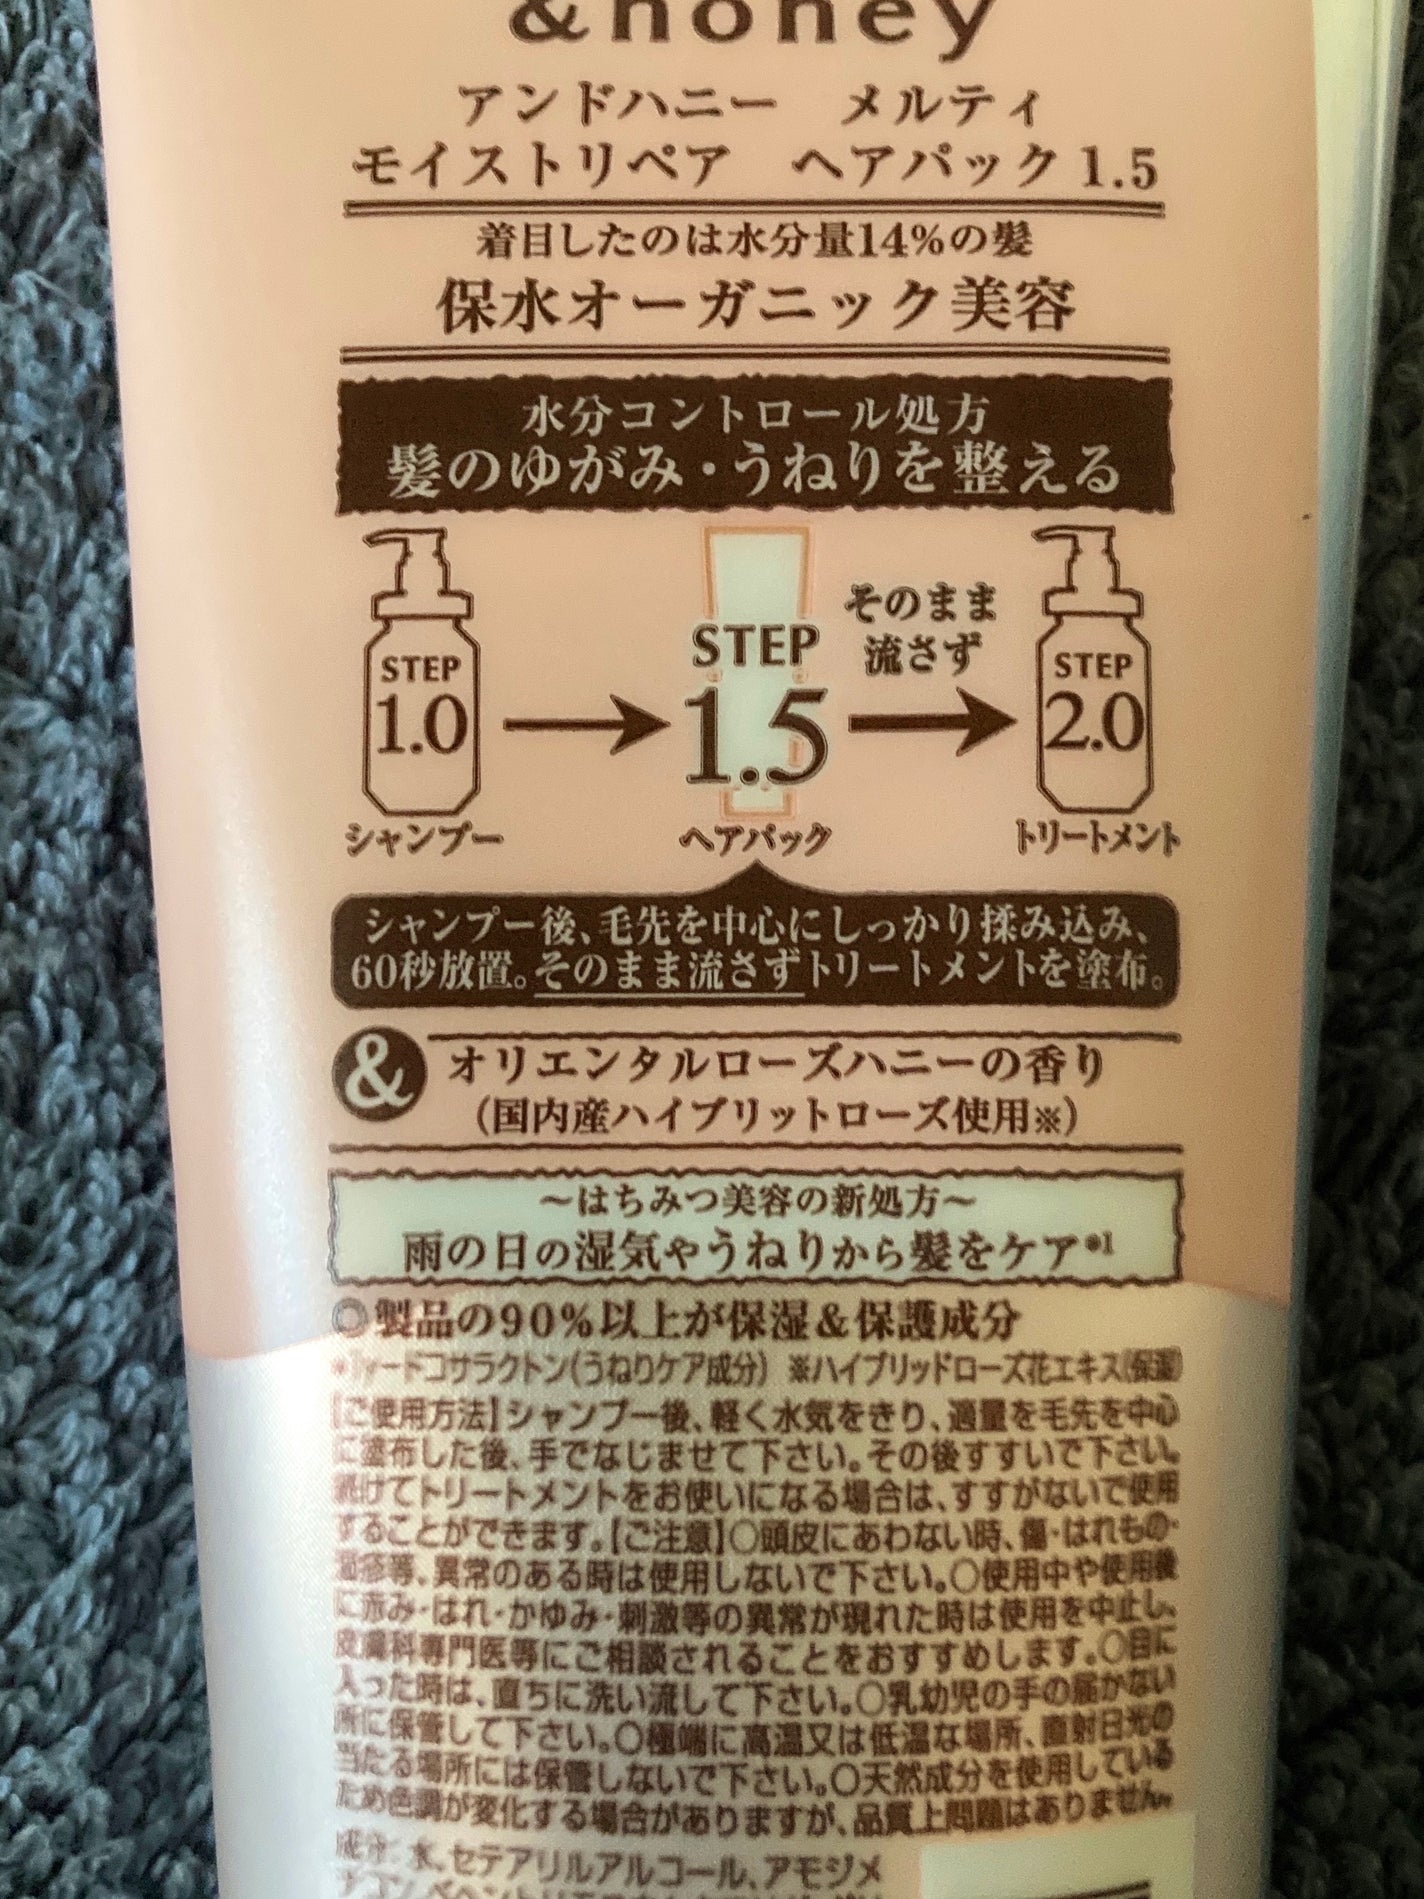 &honey
アンドハニー　メルティ
モイストリペア　ヘアパック1.5
着目したのは水分量14%の髪
保水オーガニック美容
水分コントロール処方
髪のゆがみ・うねりを整える
STEP
1.0
シャンプー
STEP
1.5
ヘアパック
そのまま
流さず
STEP
2.0
トリートメント
シャンプー後、毛先を中心にしっかり揉み込み、
60秒放置。そのまま流さずトリートメントを塗布。
& オリエンタルローズハニーの香り
(国内産ハイブリットローズ使用※)
〜はちみつ美容の新処方〜
雨の日の湿気やうねりから髪をケア*1
◎製品の90%以上が保湿&保護成分
ードコサラクトン(うねりケア成分) ※ハイブリッドローズ花エキス(保湿)
【ご使用方法】シャンプー後、軽く水気をきり、適量を毛先を中心
に塗布した後、手でなじませて下さい。その後すすいで下さい。
続けてトリートメントをお使いになる場合は、すすがないで使用
することができます。【ご注意】○頭皮にあわない時、傷・はれもの・
湿疹等、異常のある時は使用しないで下さい。○使用中や使用後
に赤み・はれ・かゆみ・刺激等の異常が現れた時は使用を中止し、
皮膚科専門医等にご相談されることをおすすめします。○目に
入った時は、直ちに洗い流して下さい。○乳幼児の手の届かない
所に保管して下さい。○極端に高温又は低温な場所、直射日光の
当たる場所には保管しないで下さい。○天然成分を使用している
ため色調が変化する場合がありますが、品質上問題はありません。
成分:水、セテアリルアルコール、アモジメ